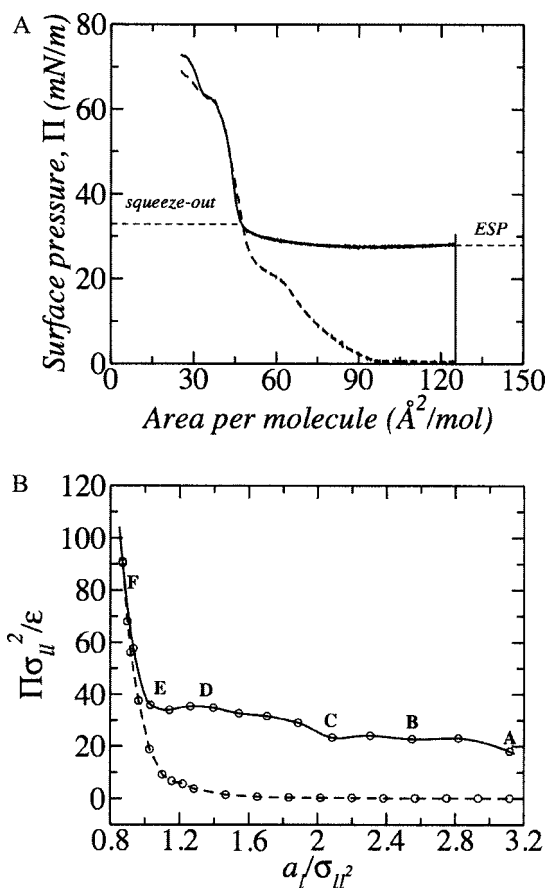 A
Surface pressure, Π (mN/m)
80
60
40
20
0
squeeze-out
ESP
0 30 60 90 120 150
Area per molecule (Å²/mol)
B
Πσ_ll²/ε
120
100
80
60
40
20
0
F
E
D
C
B
A
0.8 1.2 1.6 2 2.4 2.8 3.2
a_l/σ_ll²